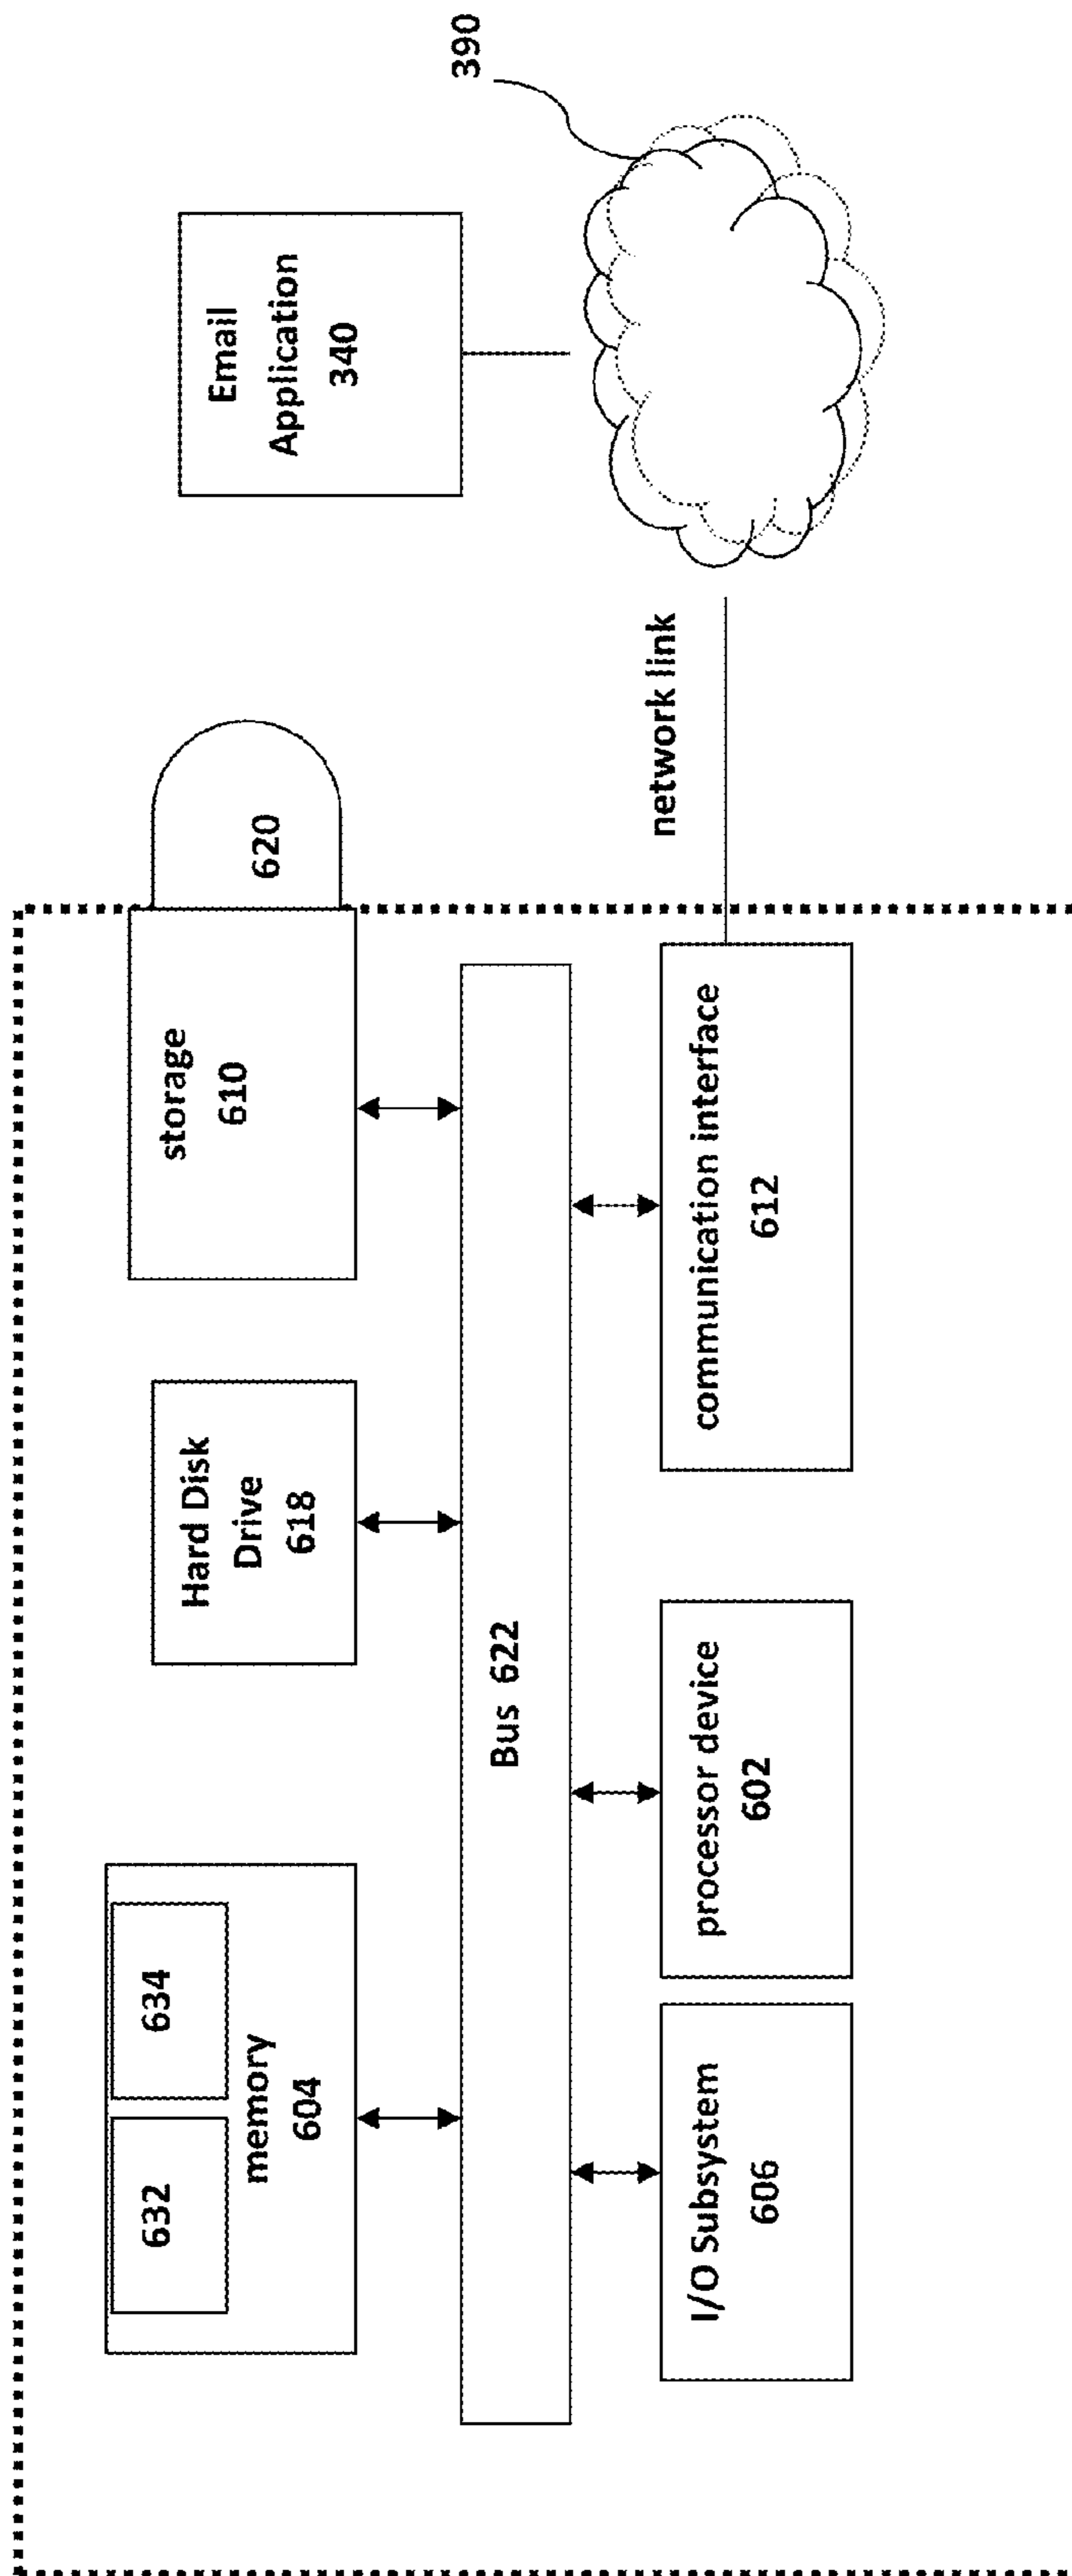 632
634
memory
604
Hard Disk
Drive
618
storage
610
620
Email
Application
340
390
Bus 622
network link
I/O Subsystem
606
processor device
602
communication interface
612